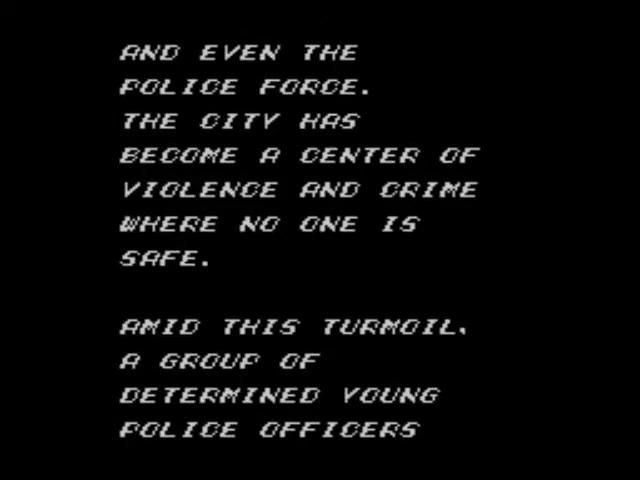 AND EVEN THE
POLICE FORCE.
THE CITY HAS
BECOME A CENTER OF
VIOLENCE AND CRIME
WHERE NO ONE IS
SAFE.
AMID THIS TURMOIL,
A GROUP OF
DETERMINED YOUNG
POLICE OFFICERS